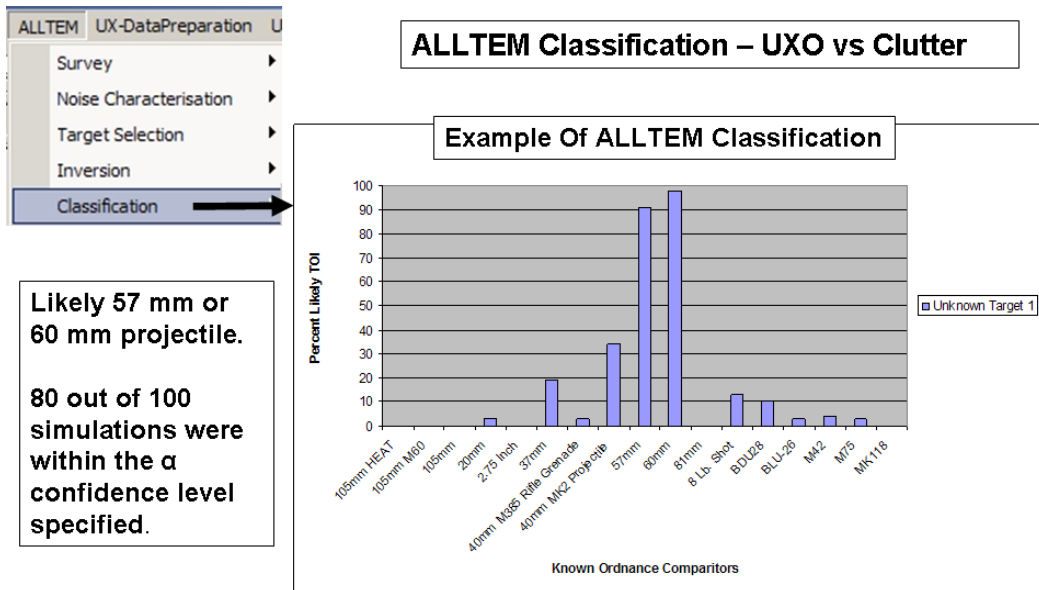 ALLTEM UX-DataPreparation U
Survey
Noise Characterisation
Target Selection
Inversion
Classification
ALLTEM Classification – UXO vs Clutter
Example Of ALLTEM Classification
Likely 57 mm or
60 mm projectile.
80 out of 100
simulations were
within the α
confidence level
specified.
Percent Likely TOI
100
90
80
70
60
50
40
30
20
10
0
105mm HEAT
105mm M60
105mm
20mm
2.75 Inch
37mm
40mm M385 Rifle Grenade
40mm MK2 Projectile
57mm
60mm
81mm
8 Lb. Shot
BDU28
BLU-26
M42
M75
MK118
Known Ordnance Comparitors
Unknown Target 1